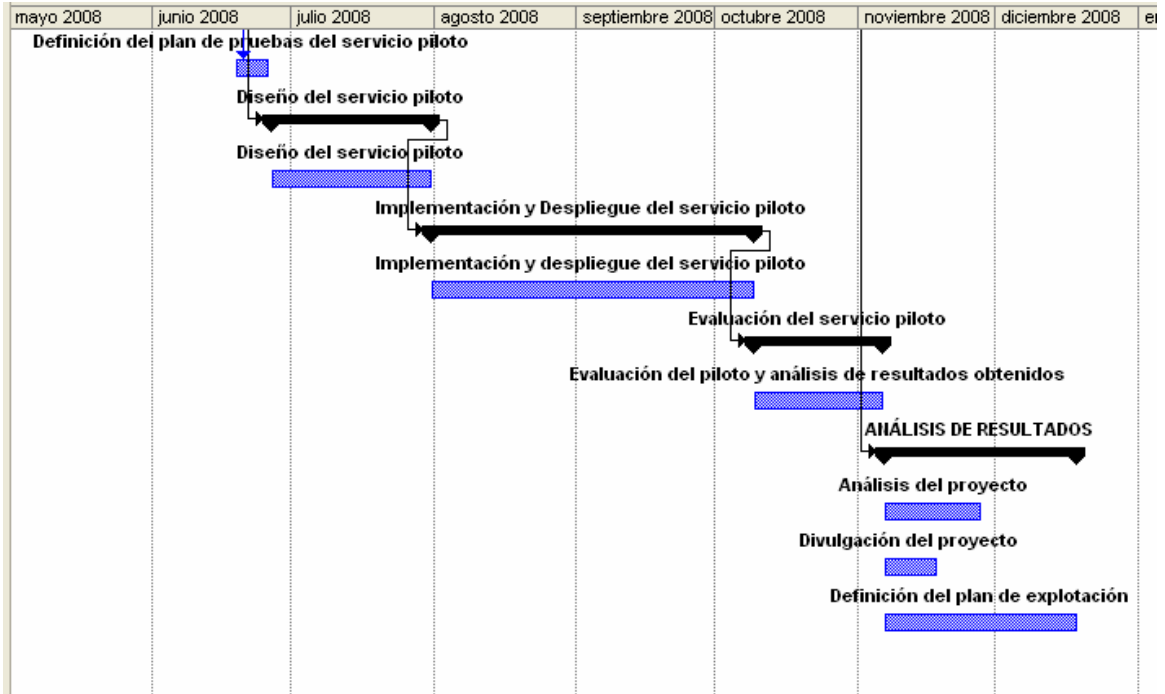 mayo 2008 junio 2008 julio 2008 agosto 2008 septiembre 2008 octubre 2008 noviembre 2008 diciembre 2008
Definición del plan de pruebas del servicio piloto
Diseño del servicio piloto
Diseño del servicio piloto
Implementación y Despliegue del servicio piloto
Implementación y despliegue del servicio piloto
Evaluación del servicio piloto
Evaluación del piloto y análisis de resultados obtenidos
ANÁLISIS DE RESULTADOS
Análisis del proyecto
Divulgación del proyecto
Definición del plan de explotación